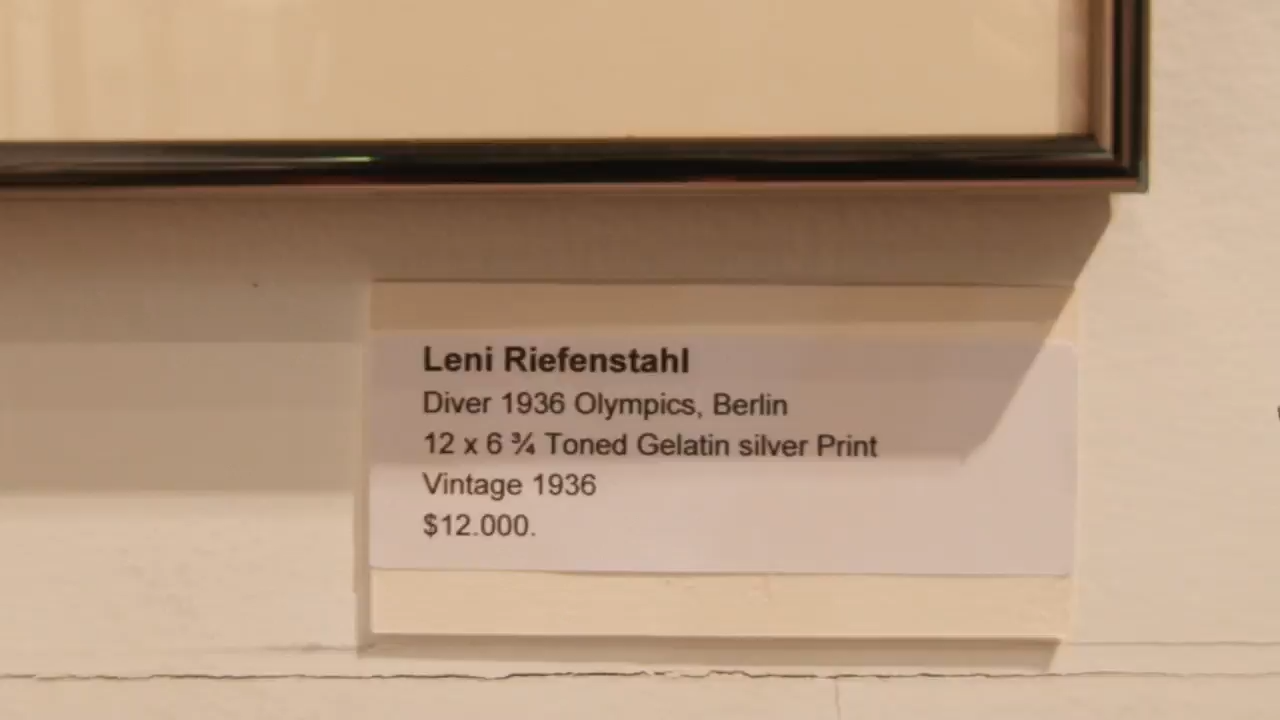 Leni Riefenstahl
Diver 1936 Olympics, Berlin
12 x 6 ¾ Toned Gelatin silver Print
Vintage 1936
$12.000.